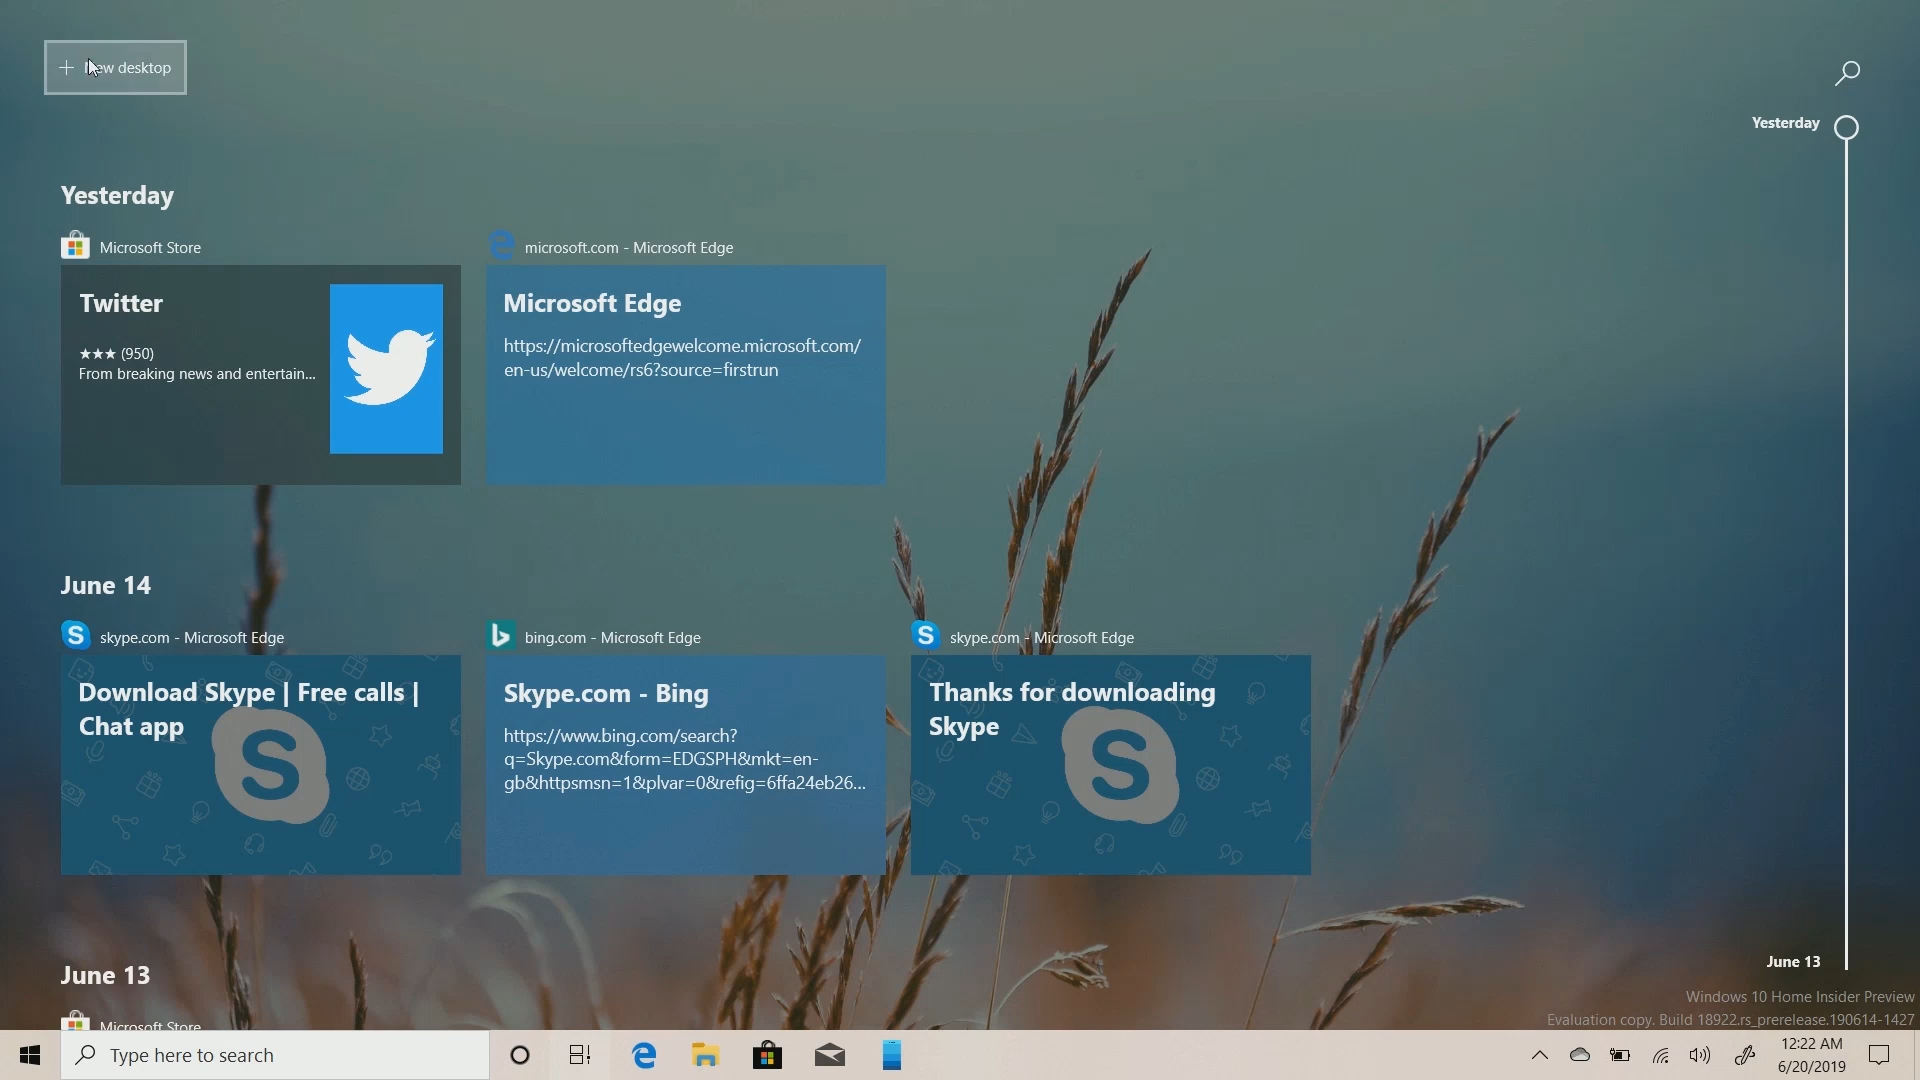 New desktop
Yesterday
Yesterday
Microsoft Store
microsoft.com - Microsoft Edge
Twitter
★★★ (950)
From breaking news and entertain...
Microsoft Edge
https://microsoftedgewelcome.microsoft.com/
en-us/welcome/rs6?source=firstrun
June 14
skype.com - Microsoft Edge
bing.com - Microsoft Edge
skype.com - Microsoft Edge
Download Skype | Free calls |
Chat app
Skype.com - Bing
https://www.bing.com/search?
q=Skype.com&form=EDGSPH&mkt=en-
gb&httpsmsn=1&plvar=0&refig=6ffa24eb26...
Thanks for downloading
Skype
June 13
June 13
Microsoft Store
Windows 10 Home Insider Preview
Evaluation copy. Build 18922.rs_prerelease.190614-1427
Type here to search
12:22 AM
6/20/2019